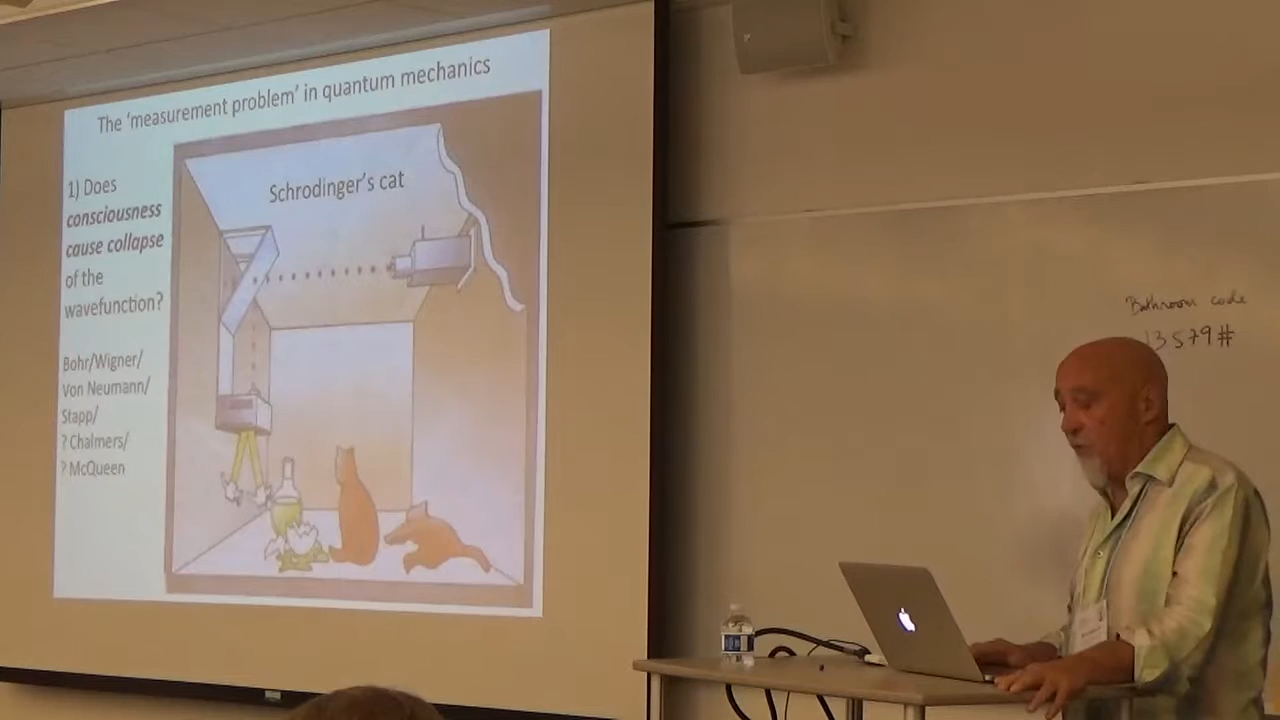 The 'measurement problem' in quantum mechanics
1) Does
consciousness
cause collapse
of the
wavefunction?
Bohr/Wigner/
Von Neumann/
Stapp/
? Chalmers/
? McQueen
Schrodinger's cat
Bathroom code
13579#